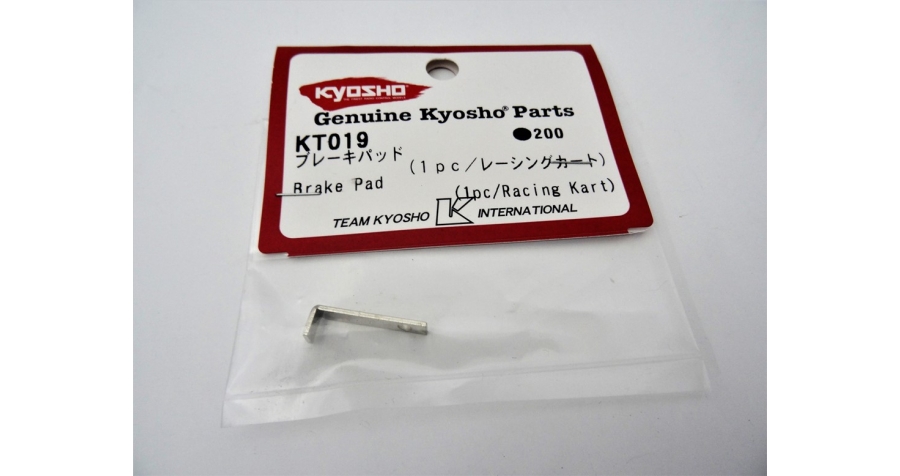 KYOSHO
Genuine Kyosho® Parts
KT019 ●200
ブレーキパッド (1pc/レーシングカート)
Brake Pad (1pc/Racing Kart)
TEAM KYOSHO K INTERNATIONAL